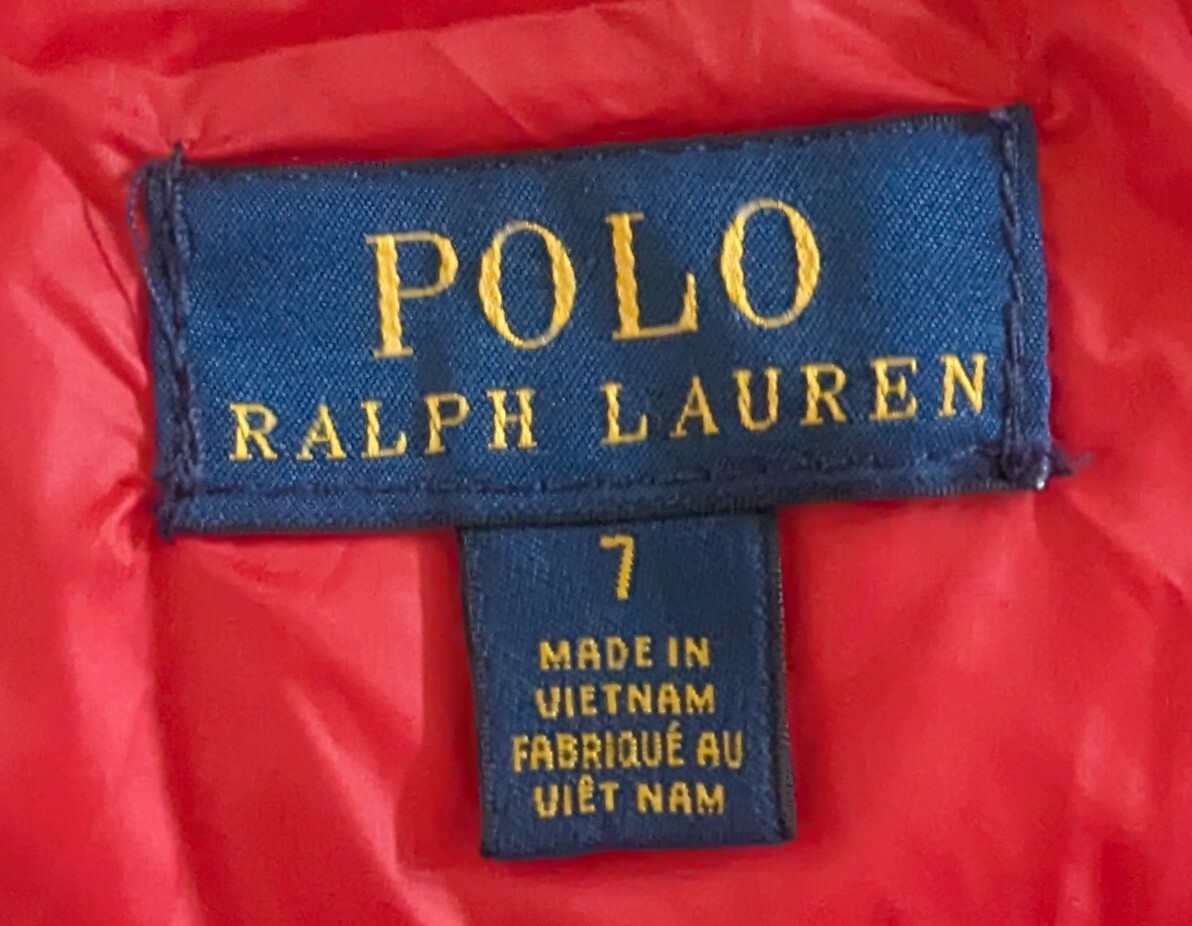 POLO
RALPH LAUREN
7
MADE IN
VIETNAM
FABRIQUÉ AU
VIÊT NAM